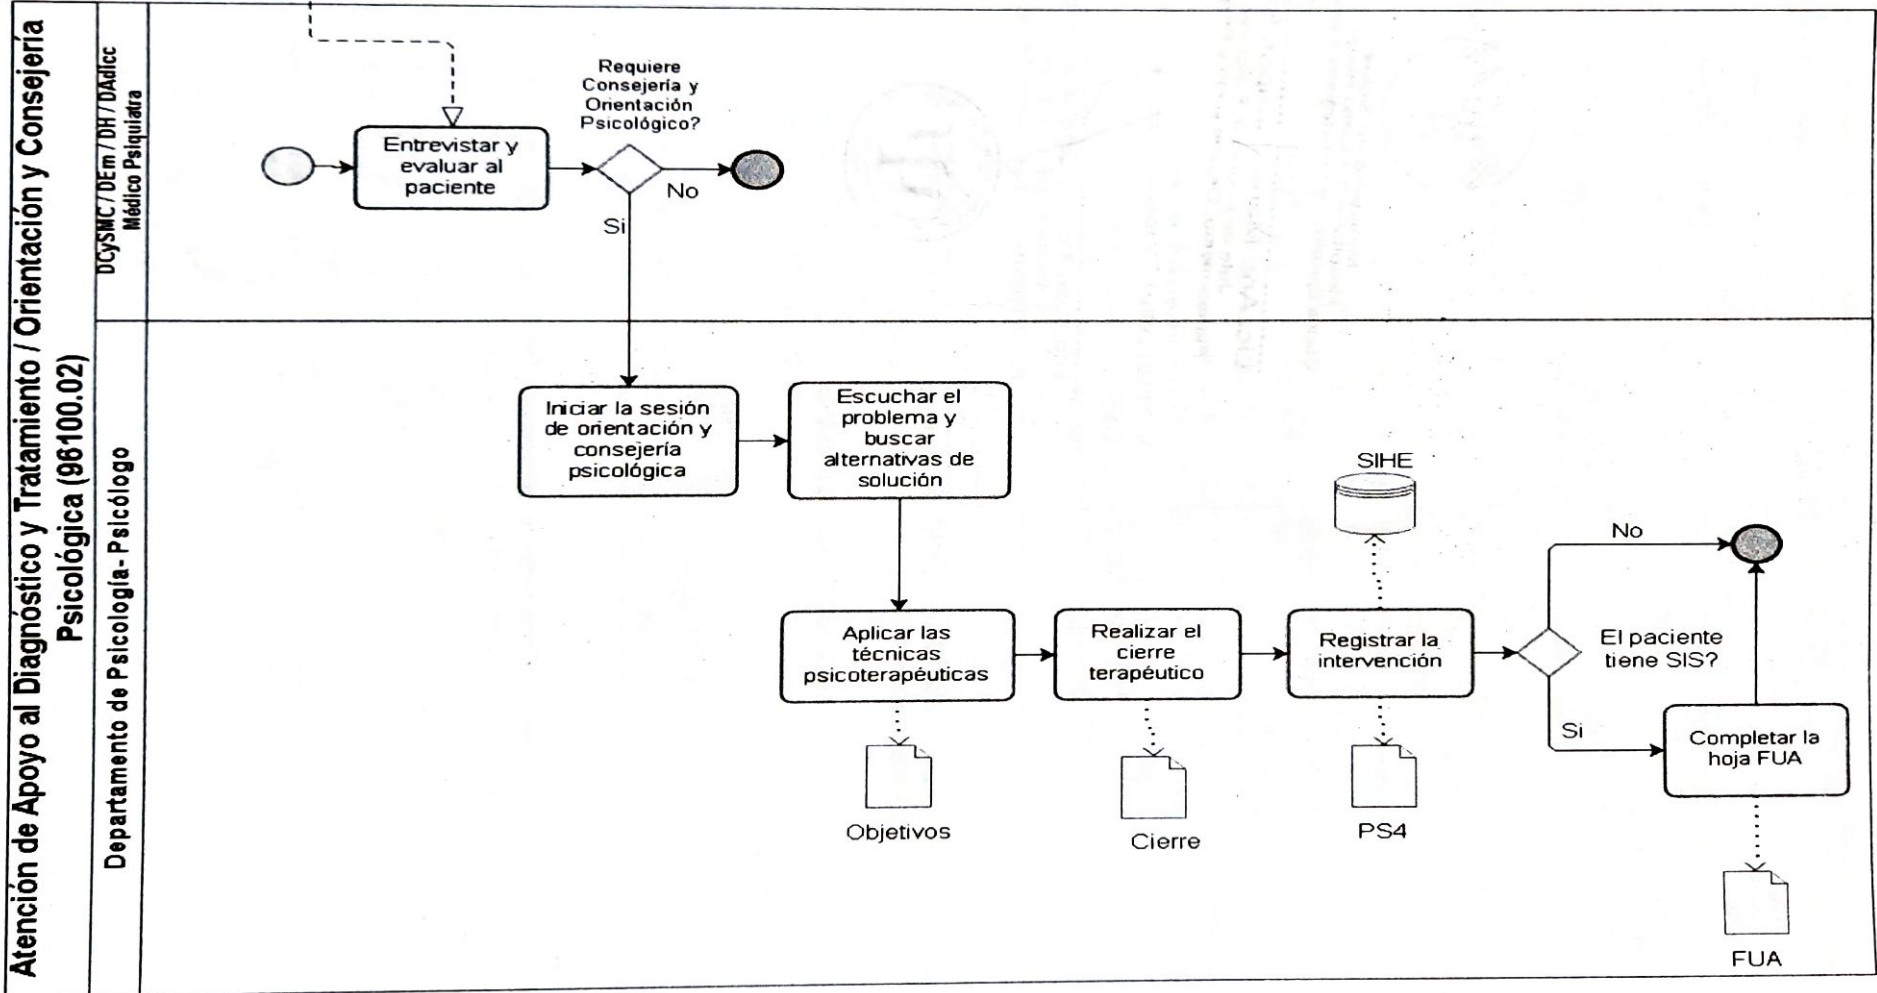 Atención de Apoyo al Diagnóstico y Tratamiento / Orientación y Consejería
Psicológica (96100.02)
DCySMC / DEm / DH / DAdicc
Médico Psiquiatra
Entrevistar y
evaluar al
paciente
Requiere
Consejería y
Orientación
Psicológico?
No
Si
Departamento de Psicología- Psicólogo
Iniciar la sesión
de orientación y
consejería
psicológica
Escuchar el
problema y
buscar
alternativas de
solución
Aplicar las
técnicas
psicoterapéuticas
Objetivos
Realizar el
cierre
terapéutico
Cierre
SIHE
Registrar la
intervención
PS4
El paciente
tiene SIS?
No
Si
Completar la
hoja FUA
FUA